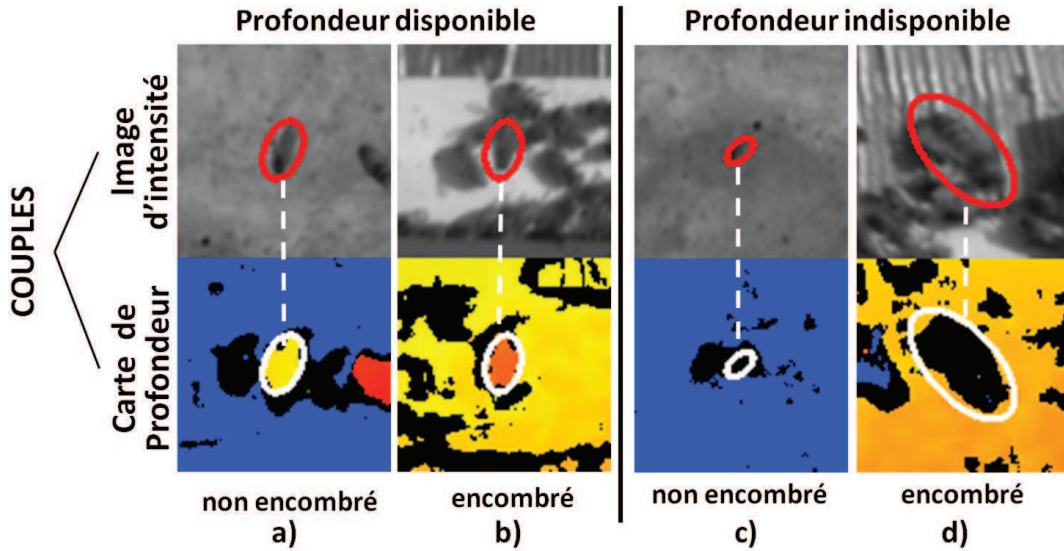 Profondeur disponible
Profondeur indisponible
COUPLES
Image
d'intensité
Carte de
Profondeur
non encombré
encombré
non encombré
encombré
a)
b)
c)
d)